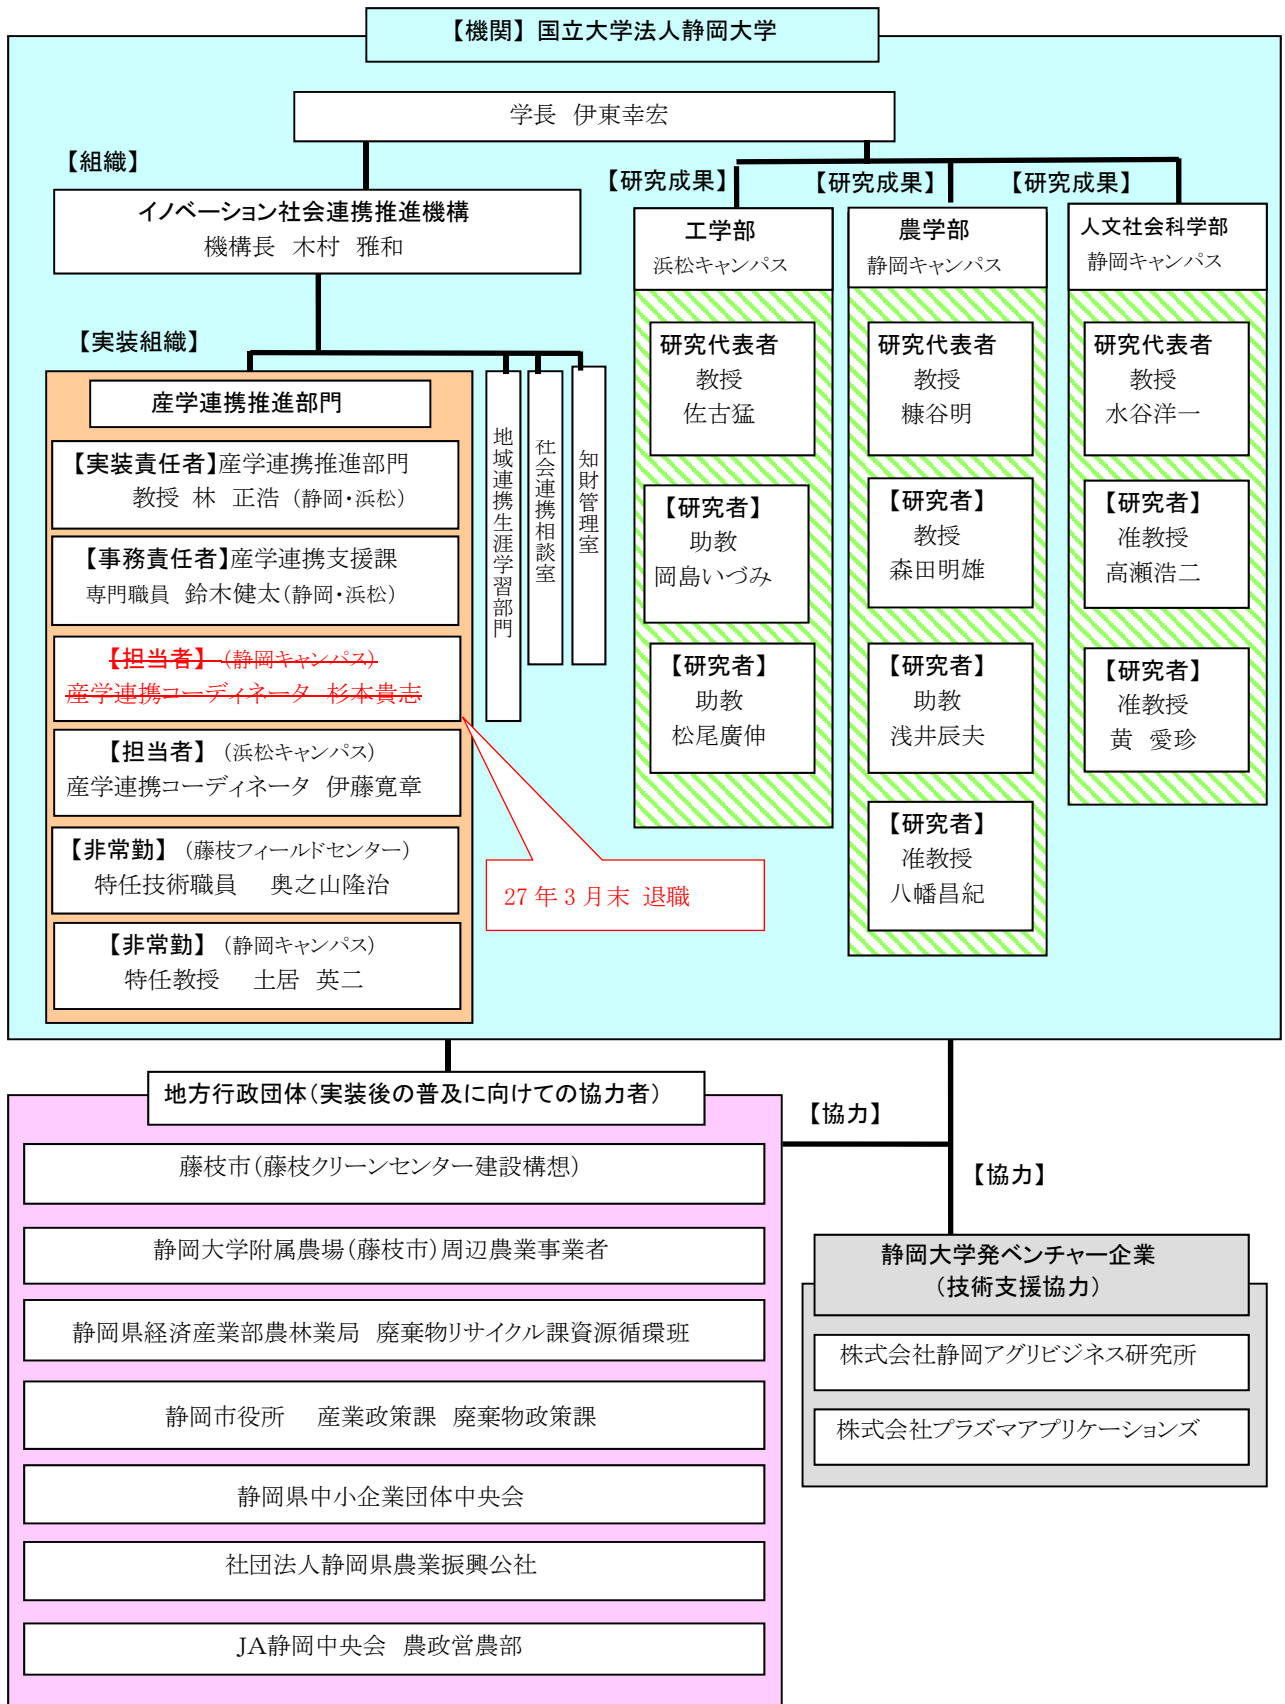 【機関】国立大学法人静岡大学
学長 伊東幸宏
【組織】
イノベーション社会連携推進機構
機構長 木村 雅和
【実装組織】
産学連携推進部門
【実装責任者】産学連携推進部門
教授 林 正浩 (静岡・浜松)
【事務責任者】産学連携支援課
専門職員 鈴木健太(静岡・浜松)
【担当者】 (静岡キャンパス)
産学連携コーディネータ 杉本貴志
【担当者】 (浜松キャンパス)
産学連携コーディネータ 伊藤寛章
【非常勤】 (藤枝フィールドセンター)
特任技術職員 奥之山隆治
【非常勤】 (静岡キャンパス)
特任教授 土居 英二
地域連携生涯学習部門
社会連携相談室
知財管理室
27年3月末 退職
【研究成果】
工学部
浜松キャンパス
研究代表者
教授
佐古猛
【研究者】
助教
岡島いづみ
【研究者】
助教
松尾廣伸
【研究成果】
農学部
静岡キャンパス
研究代表者
教授
糠谷明
【研究者】
教授
森田明雄
【研究者】
助教
浅井辰夫
【研究者】
准教授
八幡昌紀
【研究成果】
人文社会科学部
静岡キャンパス
研究代表者
教授
水谷洋一
【研究者】
准教授
高瀬浩二
【研究者】
准教授
黄 愛珍
地方行政団体(実装後の普及に向けての協力者)
藤枝市(藤枝クリーンセンター建設構想)
静岡大学附属農場(藤枝市)周辺農業事業者
静岡県経済産業部農林業局 廃棄物リサイクル課資源循環班
静岡市役所 産業政策課 廃棄物政策課
静岡県中小企業団体中央会
社団法人静岡県農業振興公社
JA静岡中央会 農政営農部
【協力】
【協力】
静岡大学発ベンチャー企業
(技術支援協力)
株式会社静岡アグリビジネス研究所
株式会社プラズマアプリケーションズ